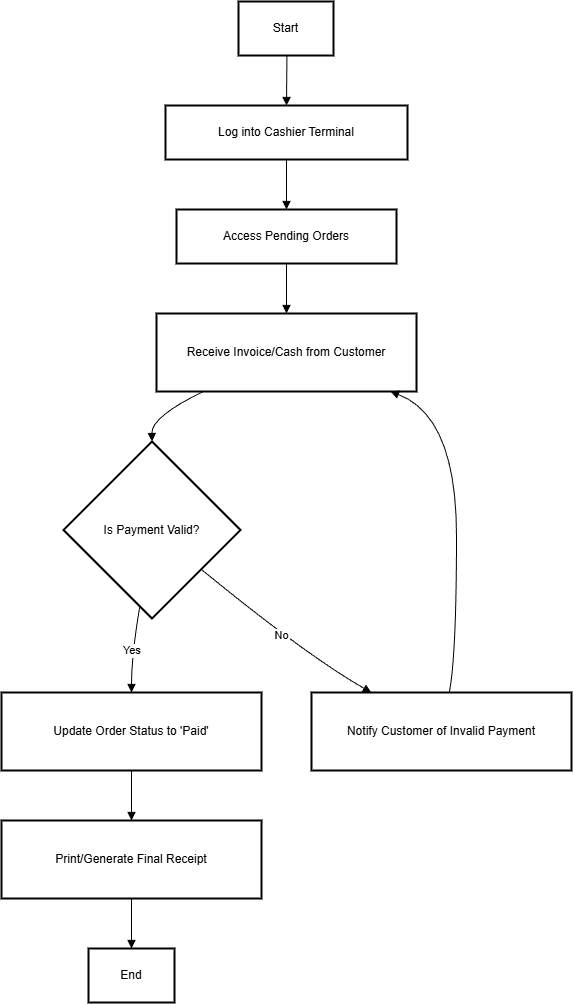 Start
Log into Cashier Terminal
Access Pending Orders
Receive Invoice/Cash from Customer
Is Payment Valid?
No
Yes
Update Order Status to 'Paid'
Notify Customer of Invalid Payment
Print/Generate Final Receipt
End